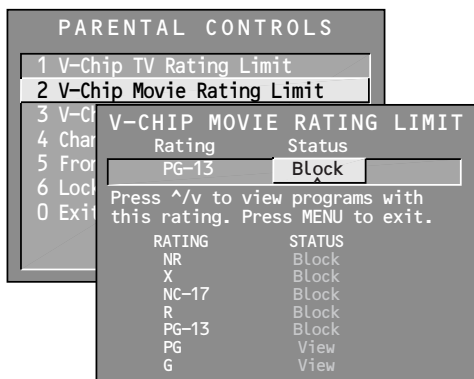 PARENTAL CONTROLS
1 V-Chip TV Rating Limit
2 V-Chip Movie Rating Limit
3 V-Ch
4 Chan
5 Fron
6 Lock
0 Exit
V-CHIP MOVIE RATING LIMIT
Rating Status
PG-13 Block
Press ^/v to view programs with
this rating. Press MENU to exit.
RATING STATUS
NR Block
X Block
NC-17 Block
R Block
PG-13 Block
PG View
G View